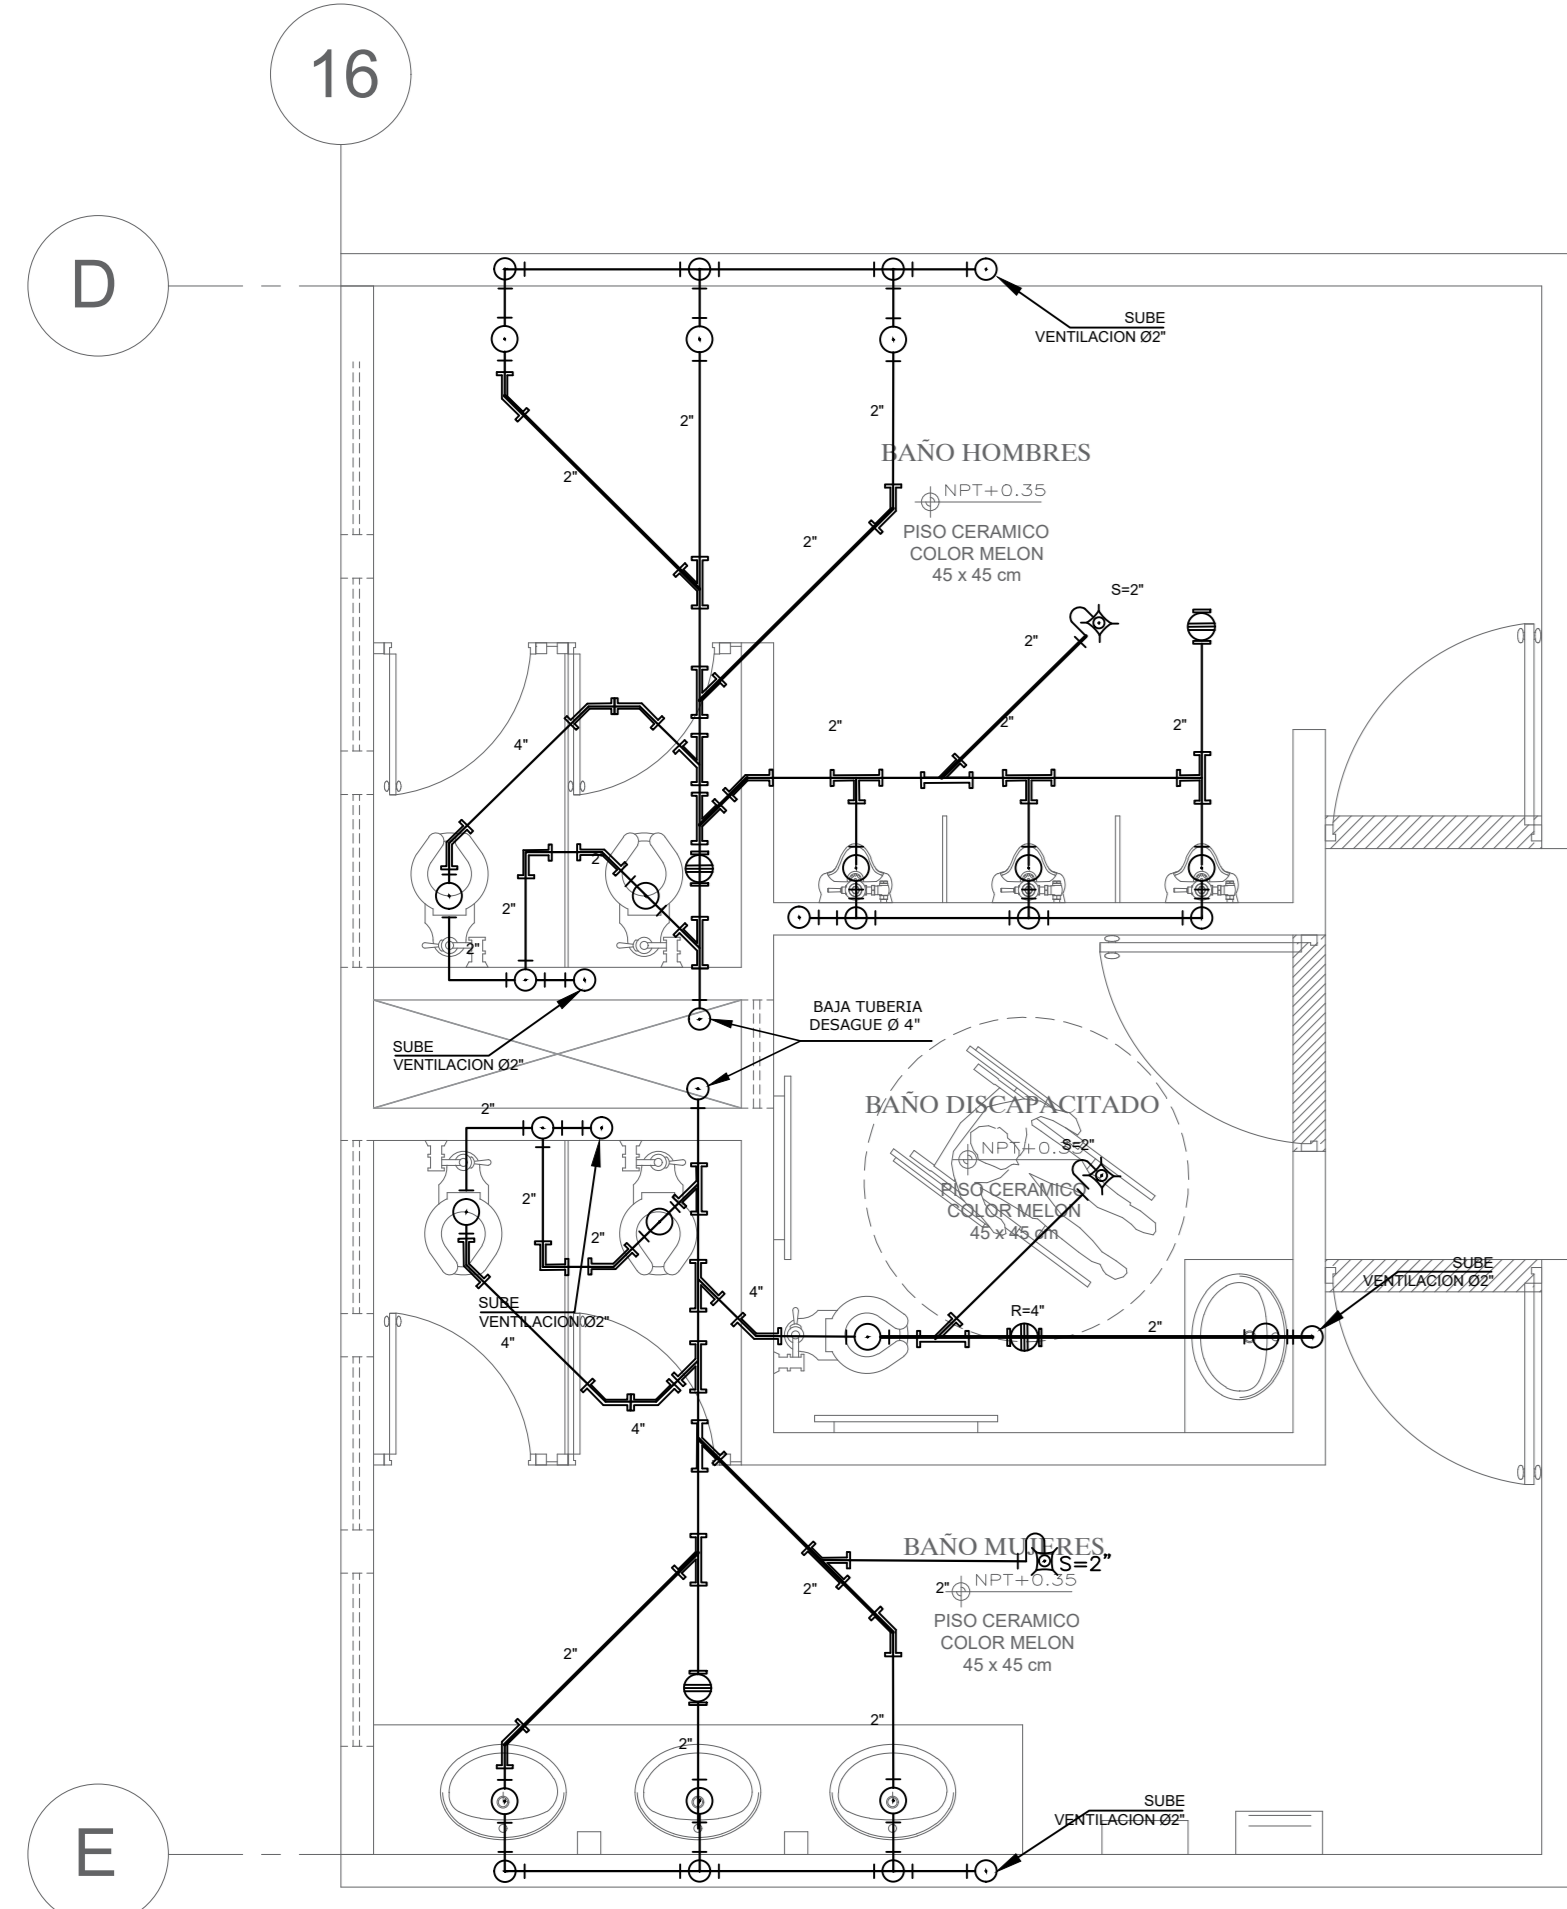 16
D
SUBE
VENTILACION Ø2"
2"
2"
BAÑO HOMBRES
2"
NPT+0.35
PISO CERAMICO
2"
COLOR MELON
45 x 45 cm
S=2"
2"
2"
2"
2"
4"
2"
2"
2"
BAJA TUBERIA
DESAGUE Ø 4"
SUBE
VENTILACION Ø2"
BAÑO DISCAPACITADO
2"
S=2"
NPT+0.35
PISO CERAMICO
COLOR MELON
45 x 45 cm
2"
2"
SUBE
VENTILACION Ø2"
4"
SUBE
VENTILACION Ø2"
R=4"
2"
4"
4"
BAÑO MUJERES
S=2"
NPT+0.35
2"
2"
PISO CERAMICO
COLOR MELON
45 x 45 cm
2"
2"
2"
SUBE
VENTILACION Ø2"
E